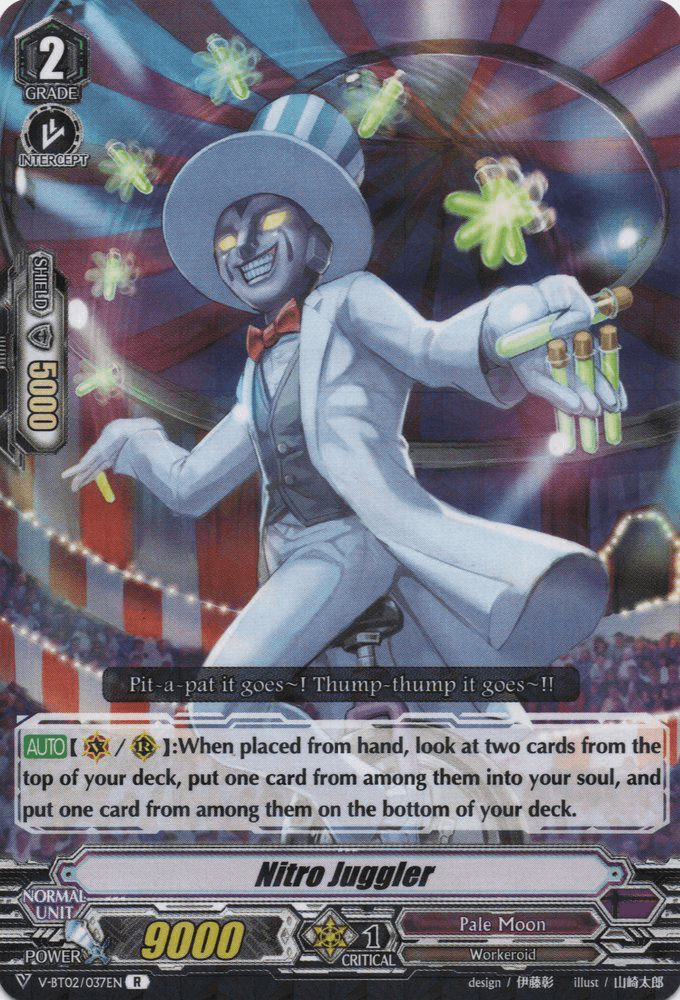 2
GRADE
INTERCEPT
SHIELD
5000
Pit-a-pat it goes~! Thump-thump it goes~!!
AUTO【 V / R 】:When placed from hand, look at two cards from the
top of your deck, put one card from among them into your soul, and
put one card from among them on the bottom of your deck.
Nitro Juggler
NORMAL
UNIT
POWER 9000
1
CRITICAL
Pale Moon
Workeroid
V-BT02/037EN R
design / 伊藤彰 illust / 山崎太郎